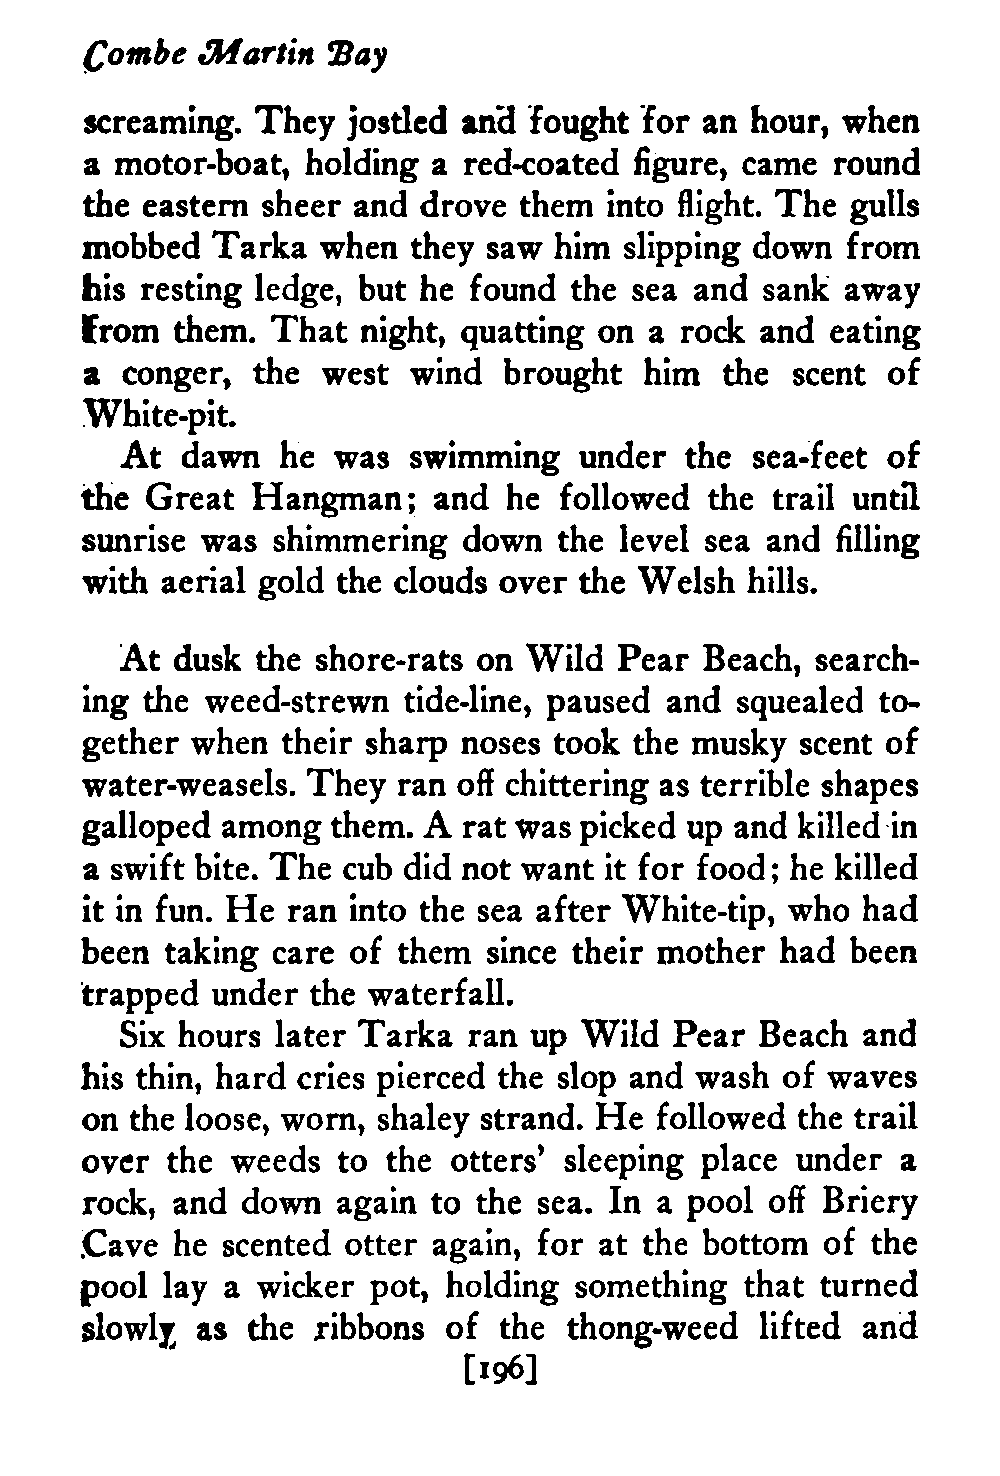 Combe Martin Bay
screaming. They jostled and fought for an hour, when
a motor-boat, holding a red-coated figure, came round
the eastern sheer and drove them into flight. The gulls
mobbed Tarka when they saw him slipping down from
his resting ledge, but he found the sea and sank away
from them. That night, quatting on a rock and eating
a conger, the west wind brought him the scent of
White-pit.
At dawn he was swimming under the sea-feet of
the Great Hangman; and he followed the trail until
sunrise was shimmering down the level sea and filling
with aerial gold the clouds over the Welsh hills.
At dusk the shore-rats on Wild Pear Beach, search-
ing the weed-strewn tide-line, paused and squealed to-
gether when their sharp noses took the musky scent of
water-weasels. They ran off chittering as terrible shapes
galloped among them. A rat was picked up and killed in
a swift bite. The cub did not want it for food; he killed
it in fun. He ran into the sea after White-tip, who had
been taking care of them since their mother had been
trapped under the waterfall.
Six hours later Tarka ran up Wild Pear Beach and
his thin, hard cries pierced the slop and wash of waves
on the loose, worn, shaley strand. He followed the trail
over the weeds to the otters' sleeping place under a
rock, and down again to the sea. In a pool off Briery
Cave he scented otter again, for at the bottom of the
pool lay a wicker pot, holding something that turned
slowly as the ribbons of the thong-weed lifted and
[196]